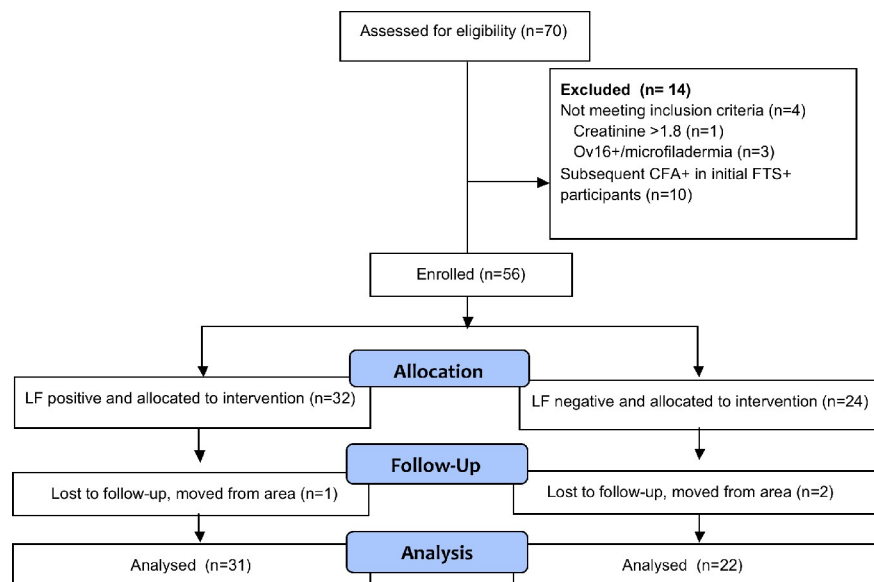 Assessed for eligibility (n=70)
Excluded (n= 14)
Not meeting inclusion criteria (n=4)
Creatinine >1.8 (n=1)
Ov16+/microfiladermia (n=3)
Subsequent CFA+ in initial FTS+
participants (n=10)
Enrolled (n=56)
Allocation
LF positive and allocated to intervention (n=32)
LF negative and allocated to intervention (n=24)
Follow-Up
Lost to follow-up, moved from area (n=1)
Lost to follow-up, moved from area (n=2)
Analysis
Analysed (n=31)
Analysed (n=22)